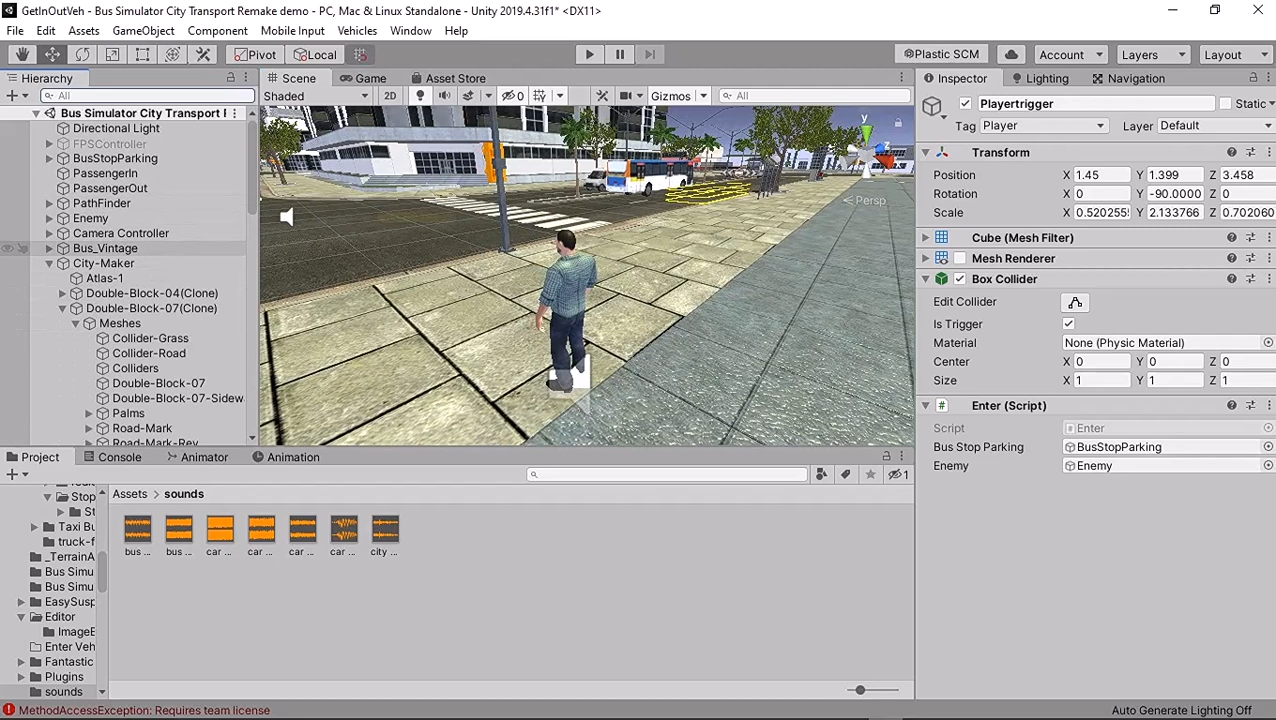 GetInOutVeh - Bus Simulator City Transport Remake demo - PC, Mac & Linux Standalone - Unity 2019.4.31f1* <DX11>
File Edit Assets GameObject Component Mobile Input Vehicles Window Help
Pivot Local Plastic SCM Account Layers Layout
Hierarchy
All
Bus Simulator City Transport
Directional Light
FPSController
BusStopParking
PassengerIn
PassengerOut
PathFinder
Enemy
Camera Controller
Bus_Vintage
City-Maker
Atlas-1
Double-Block-04(Clone)
Double-Block-07(Clone)
Meshes
Collider-Grass
Collider-Road
Colliders
Double-Block-07
Double-Block-07-Sidew
Palms
Road-Mark
Road-Mark-Rev
Scene Game Asset Store
Shaded 2D 0 Gizmos All
y
z
Persp
Inspector Lighting Navigation
Playertrigger Static
Tag Player Layer Default
Transform
Position X 1.45 Y 1.399 Z 3.458
Rotation X 0 Y -90.0000 Z 0
Scale X 0.520255 Y 2.133766 Z 0.702060
Cube (Mesh Filter)
Mesh Renderer
Box Collider
Edit Collider
Is Trigger
Material None (Physic Material)
Center X 0 Y 0 Z 0
Size X 1 Y 1 Z 1
Enter (Script)
Script Enter
Bus Stop Parking BusStopParking
Enemy Enemy
Project Console Animator Animation
1
Stop
St
Taxi Bu
truck-f
_TerrainA
Bus Simu
Bus Simu
EasySusp
Editor
ImageE
Enter Veh
Fantastic
Plugins
sounds
Assets > sounds
bus ... bus ... car ... car ... car ... car ... city ...
MethodAccessException: Requires team license
Auto Generate Lighting Off